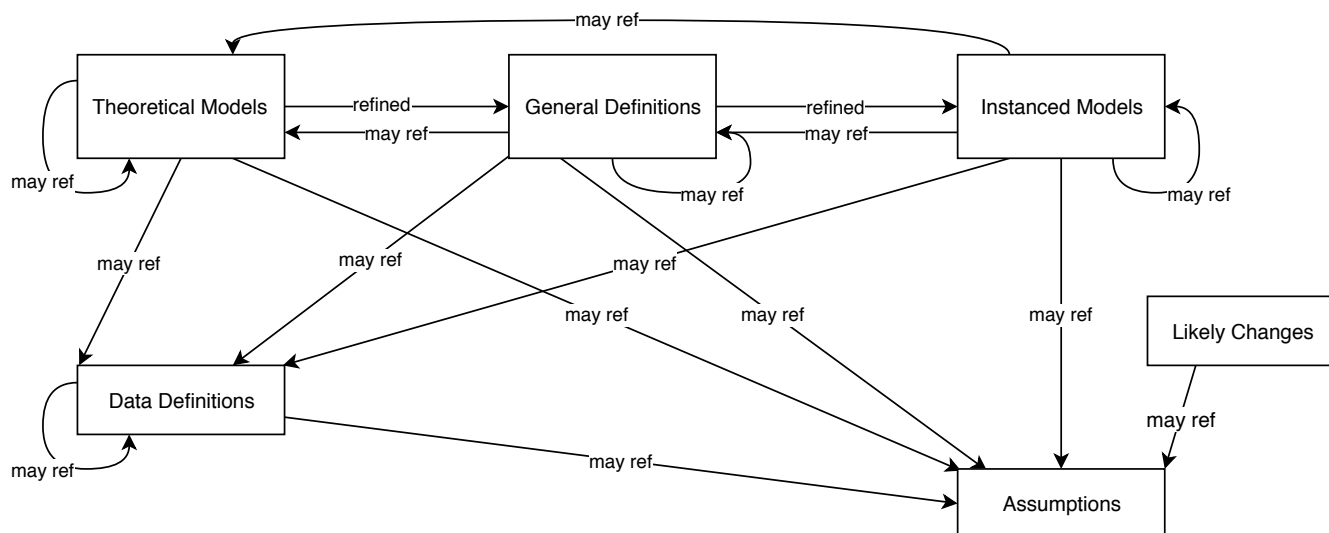 may ref
Theoretical Models
refined
General Definitions
refined
Instanced Models
may ref
may ref
may ref
may ref
may ref
may ref
may ref
may ref
may ref
may ref
may ref
may ref
Likely Changes
Data Definitions
may ref
may ref
may ref
Assumptions